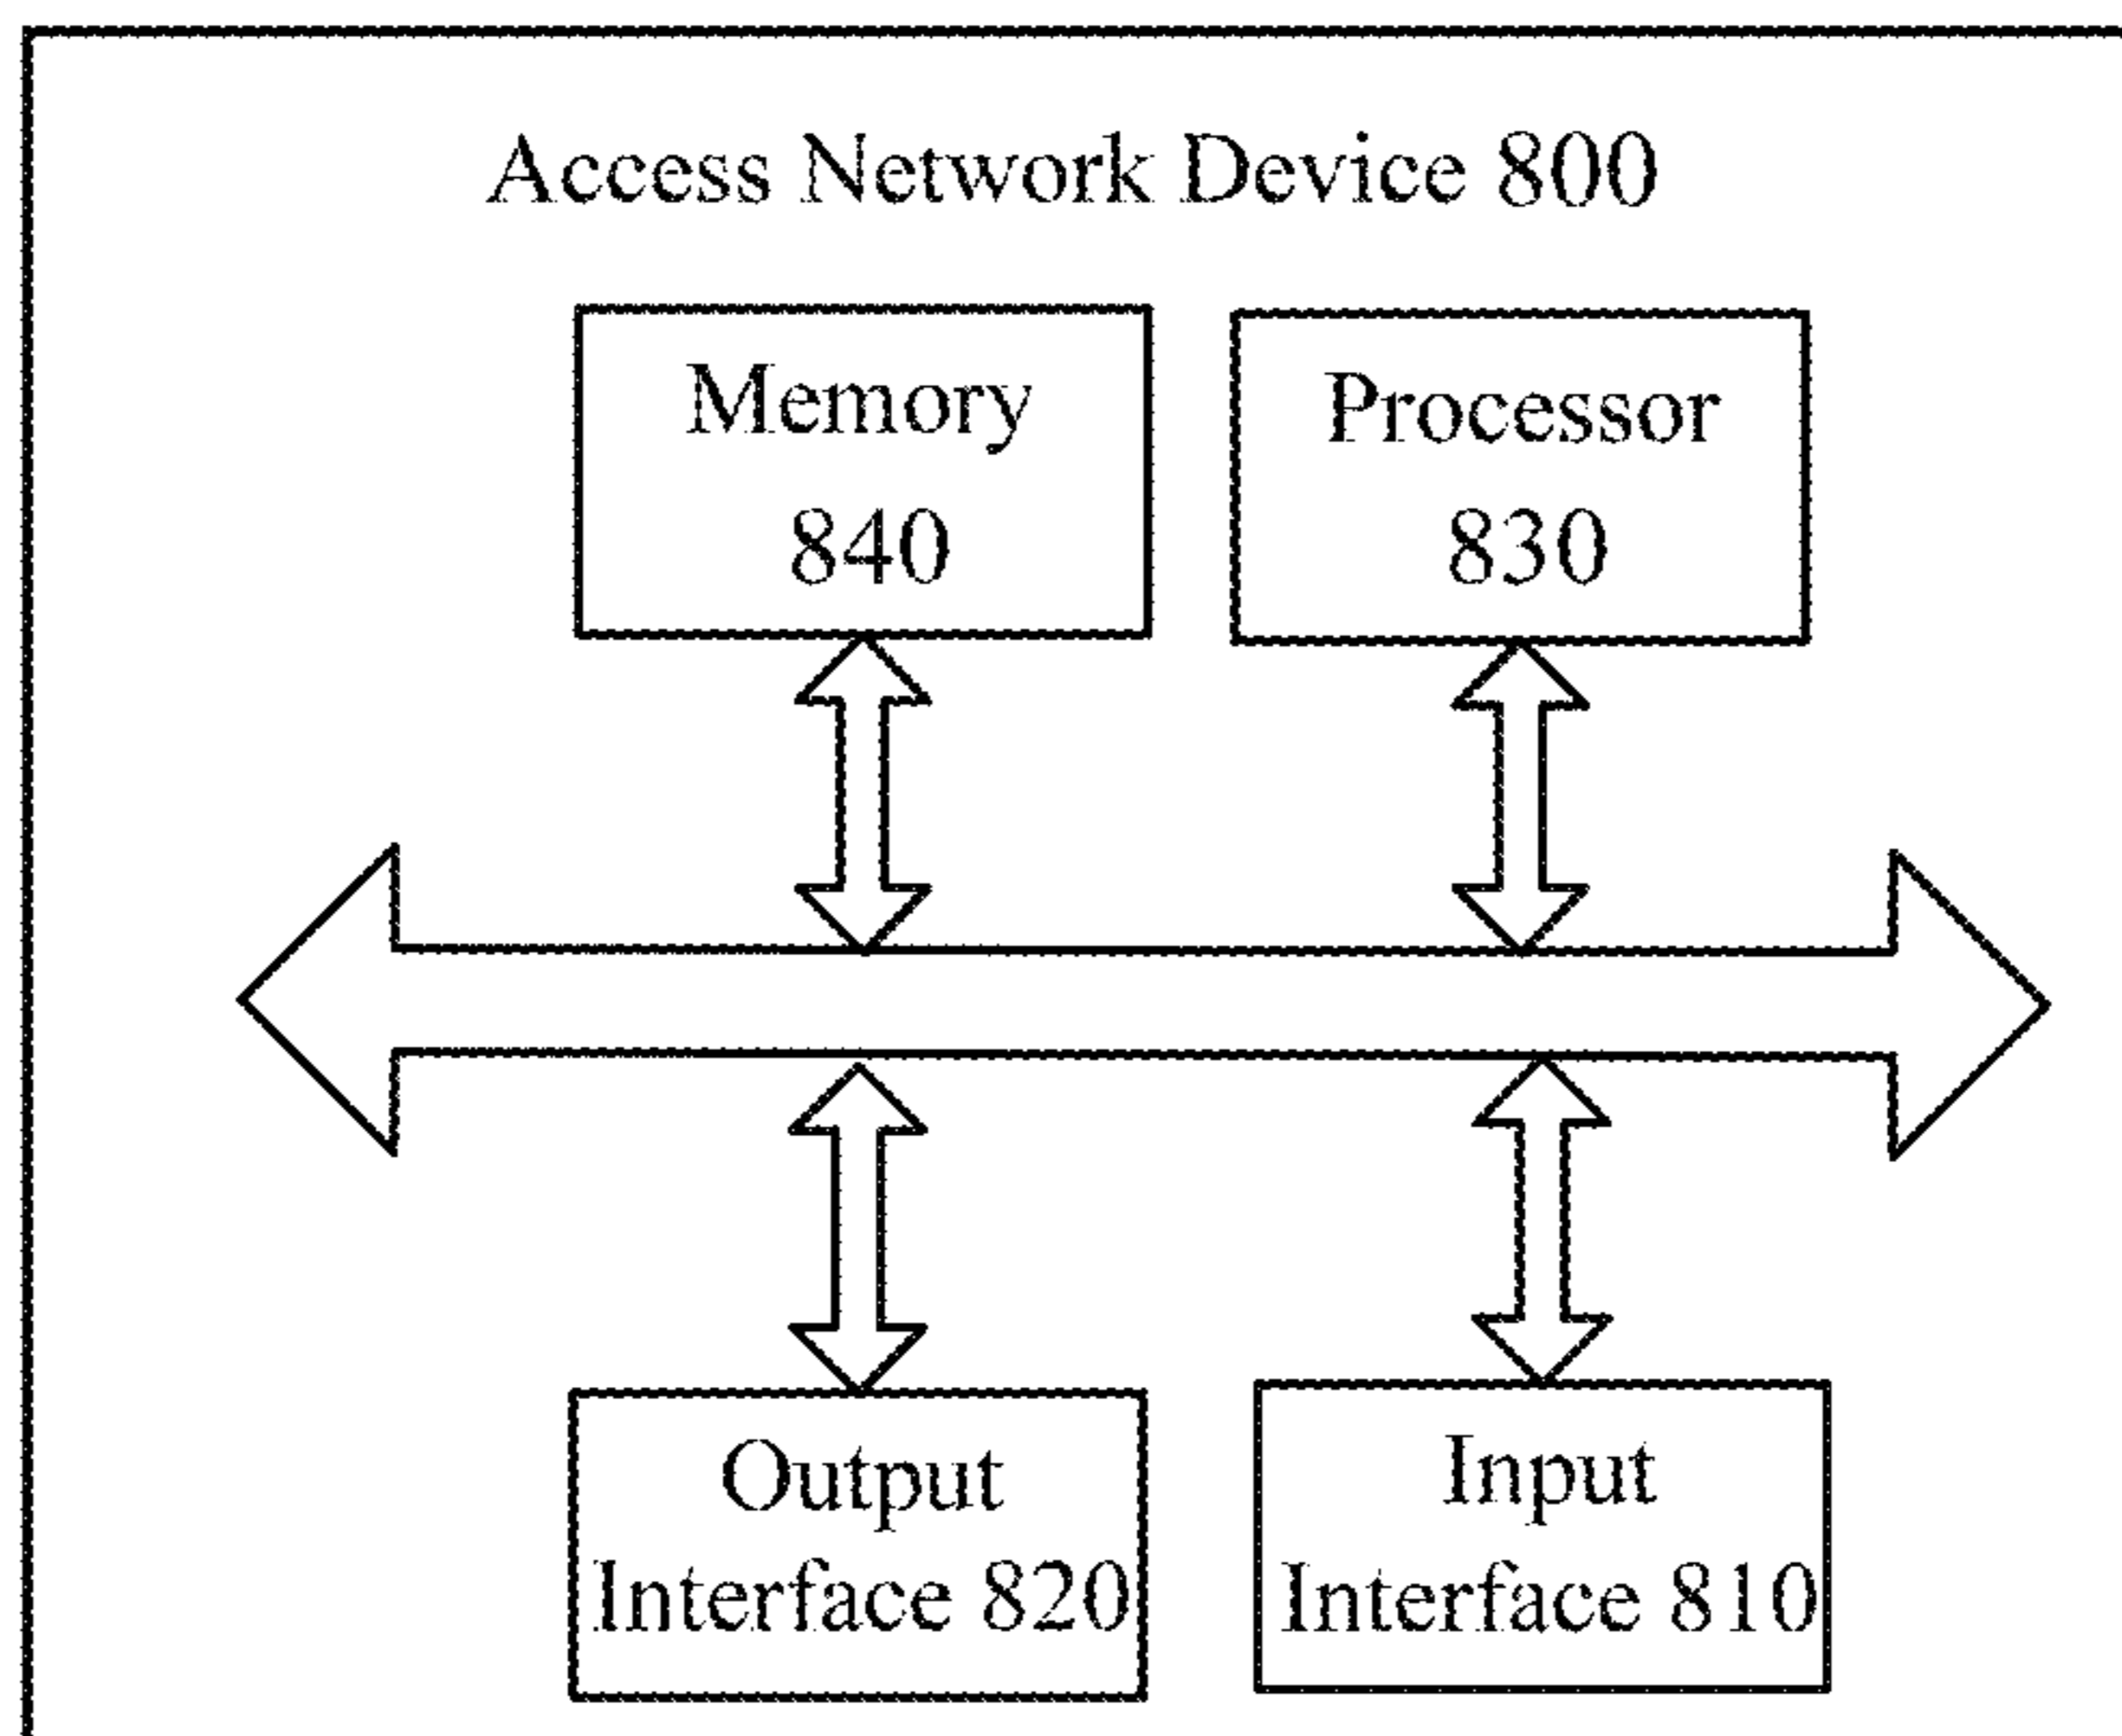 Access Network Device 800
Memory
840
Processor
830
Output
Interface 820
Input
Interface 810